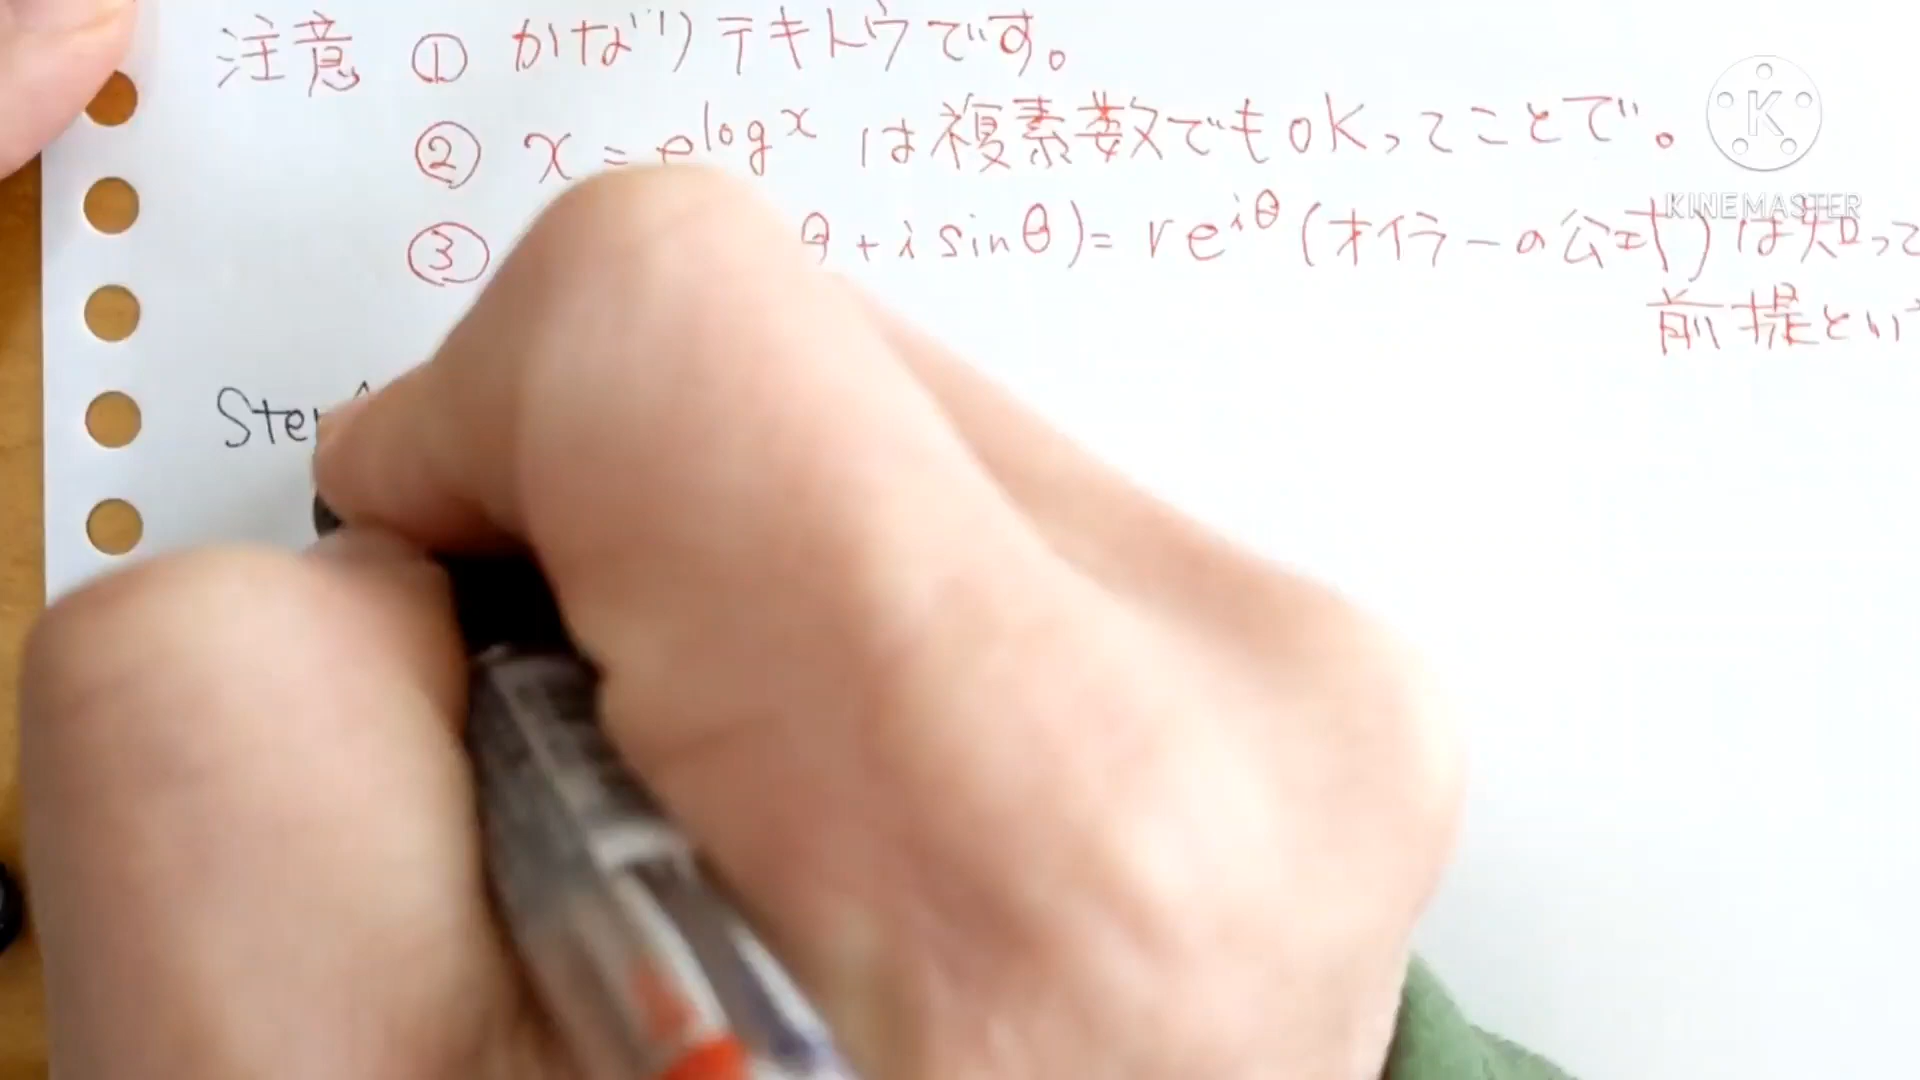 注意 ① かなりテキトウです。
② x = e^log x は複素数でもOKってことで。
KINEMASTER
③ θ + i sinθ) = re^iθ (オイラーの公式) は知って
前提とい
Step